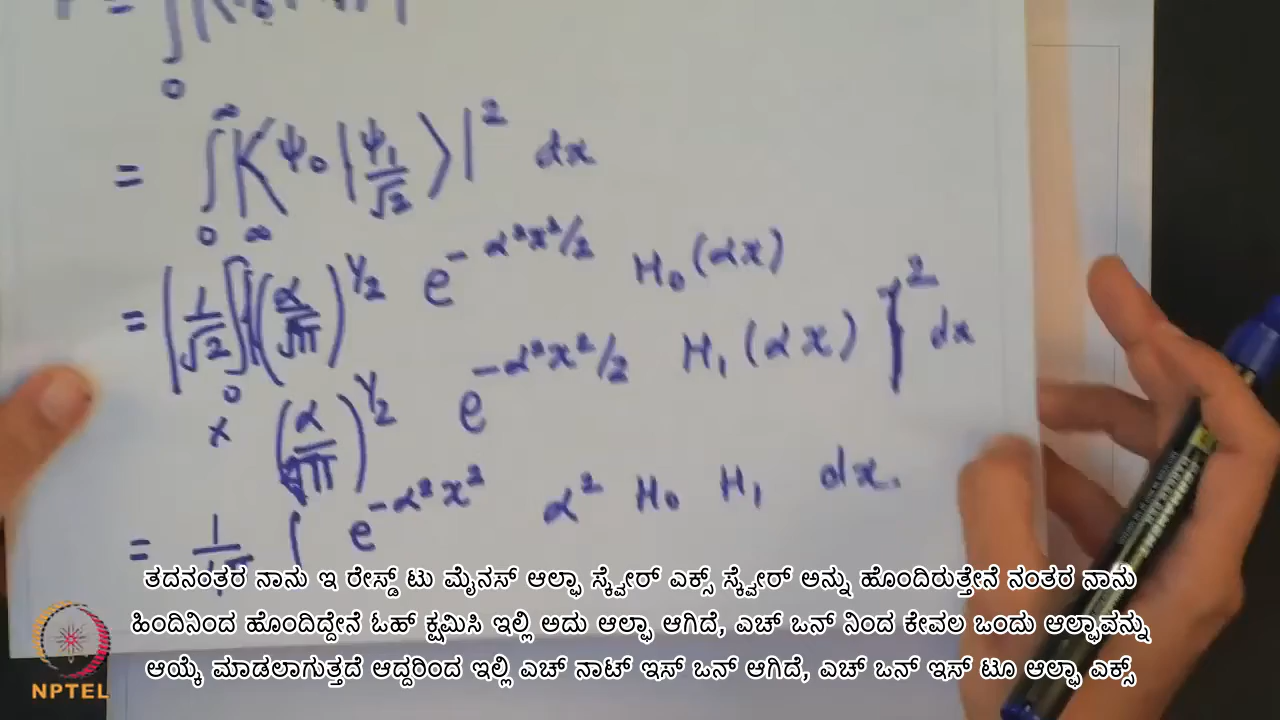 0
= ∫₀^∞ |⟨ψ₀ | ψ₁/√2 ⟩|² dx
= (1/√2 [∫₀^∞ (α/√π)^{1/2} e^{-α²x²/2} H₀(αx)
× (α/√π)^{1/2} e^{-α²x²/2} H₁(αx)]² dx
= 1 ∫ e^{-α²x²} α² H₀ H₁ dx.
ತದನಂತರ ನಾನು ಇ ರೇಸ್ಡ್ ಟು ಮೈನಸ್ ಆಲ್ಫಾ ಸ್ಕ್ವೇರ್ ಎಕ್ಸ್ ಸ್ಕ್ವೇರ್ ಅನ್ನು ಹೊಂದಿರುತ್ತೇನೆ ನಂತರ ನಾನು
ಹಿಂದಿನಿಂದ ಹೊಂದಿದ್ದೇನೆ ಓಹ್ ಕ್ಷಮಿಸಿ ಇಲ್ಲಿ ಅದು ಆಲ್ಫಾ ಆಗಿದೆ, ಎಚ್ ಒನ್ ನಿಂದ ಕೇವಲ ಒಂದು ಆಲ್ಫಾವನ್ನು
ಆಯ್ಕೆ ಮಾಡಲಾಗುತ್ತದೆ ಆದ್ದರಿಂದ ಇಲ್ಲಿ ಎಚ್ ನಾಟ್ ಇಸ್ ಒನ್ ಆಗಿದೆ, ಎಚ್ ಒನ್ ಇಸ್ ಟೂ ಆಲ್ಫಾ ಎಕ್ಸ್
NPTEL